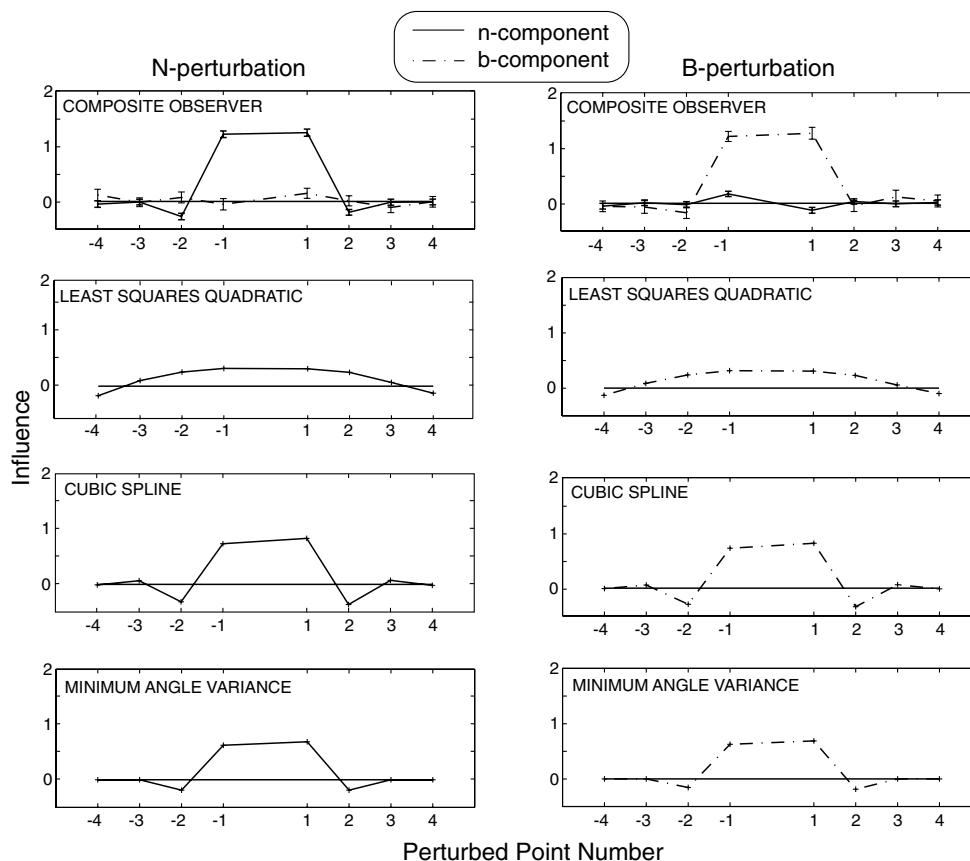 n-component
b-component
N-perturbation
B-perturbation
2
COMPOSITE OBSERVER
1
0
-4 -3 -2 -1 1 2 3 4
2
COMPOSITE OBSERVER
1
0
-4 -3 -2 -1 1 2 3 4
2
LEAST SQUARES QUADRATIC
1
0
-4 -3 -2 -1 1 2 3 4
2
LEAST SQUARES QUADRATIC
1
0
-4 -3 -2 -1 1 2 3 4
Influence
2
CUBIC SPLINE
1
0
-4 -3 -2 -1 1 2 3 4
2
CUBIC SPLINE
1
0
-4 -3 -2 -1 1 2 3 4
2
MINIMUM ANGLE VARIANCE
1
0
-4 -3 -2 -1 1 2 3 4
2
MINIMUM ANGLE VARIANCE
1
0
-4 -3 -2 -1 1 2 3 4
Perturbed Point Number